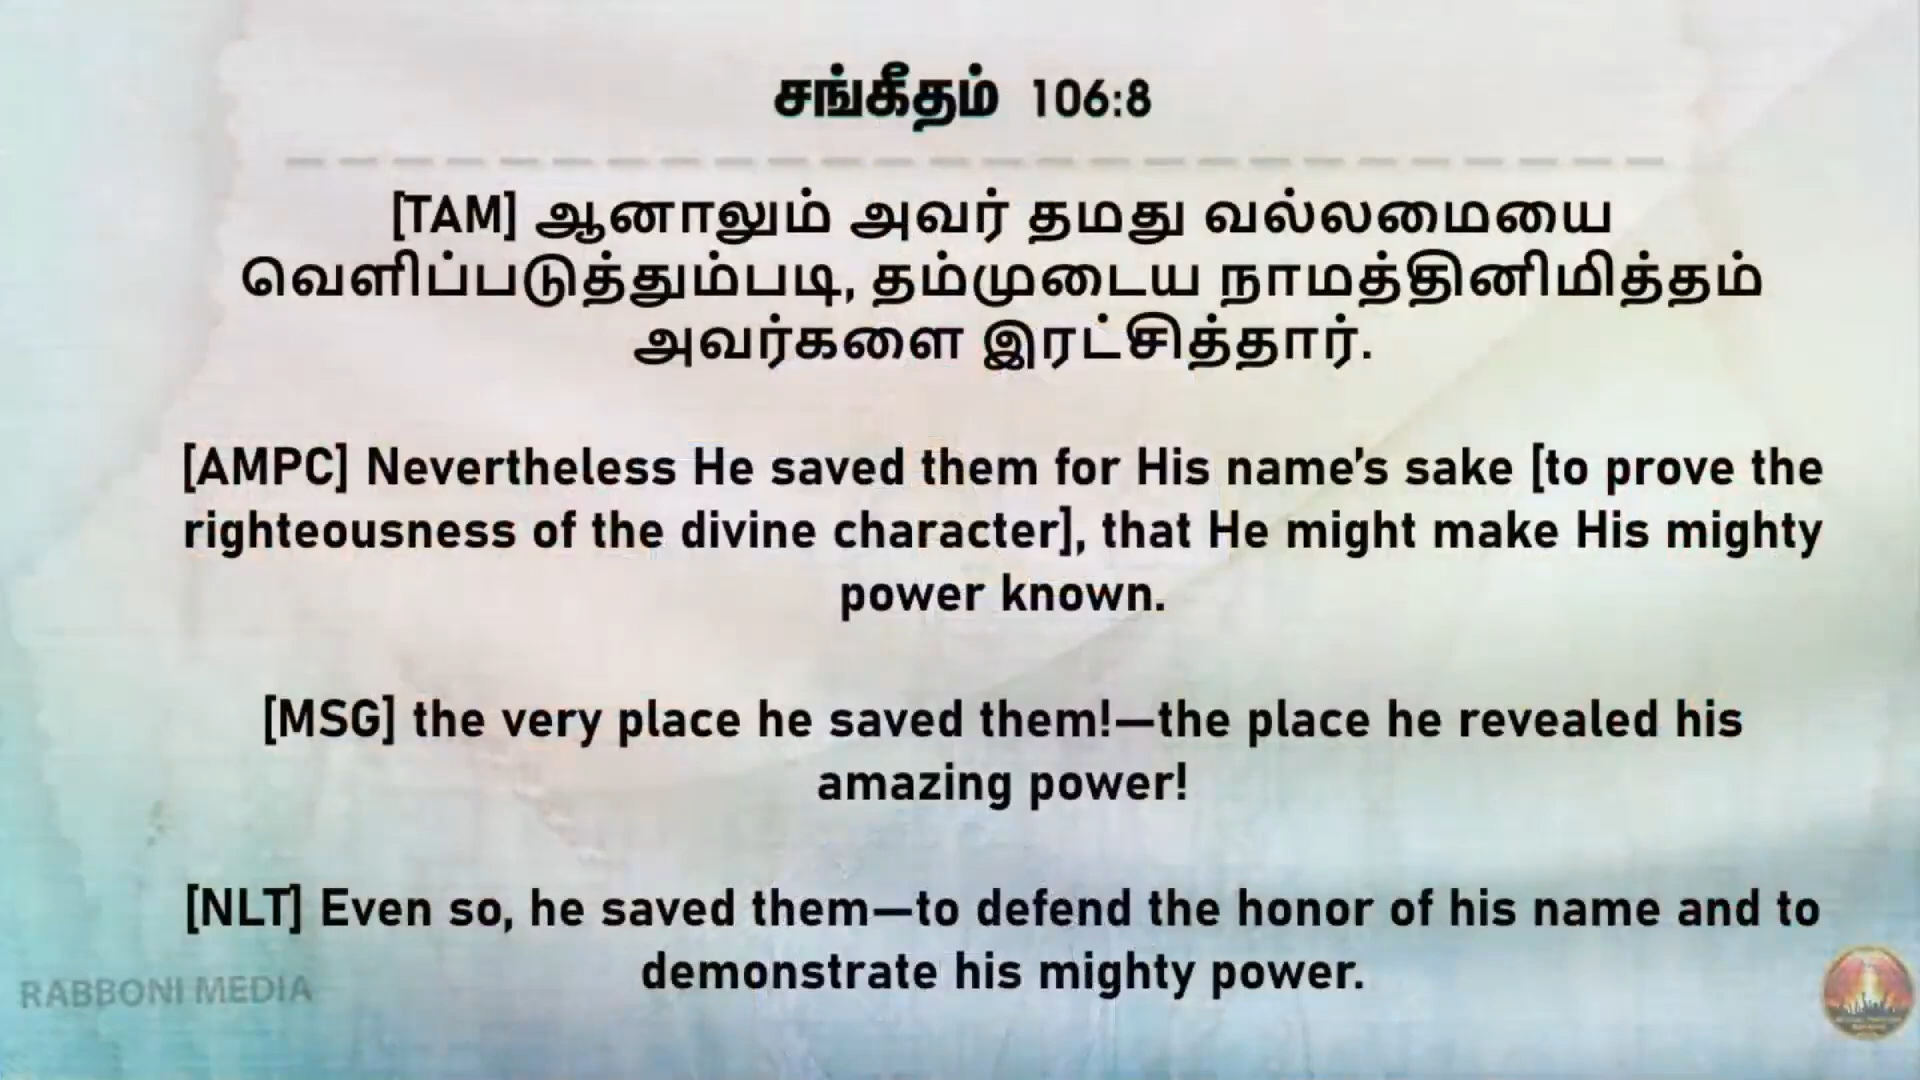 சங்கீதம் 106:8
[TAM] ஆனாலும் அவர் தமது வல்லமையை
வெளிப்படுத்தும்படி, தம்முடைய நாமத்தினிமித்தம்
அவர்களை இரட்சித்தார்.
[AMPC] Nevertheless He saved them for His name’s sake [to prove the
righteousness of the divine character], that He might make His mighty
power known.
[MSG] the very place he saved them!—the place he revealed his
amazing power!
[NLT] Even so, he saved them—to defend the honor of his name and to
demonstrate his mighty power.
RABBONI MEDIA